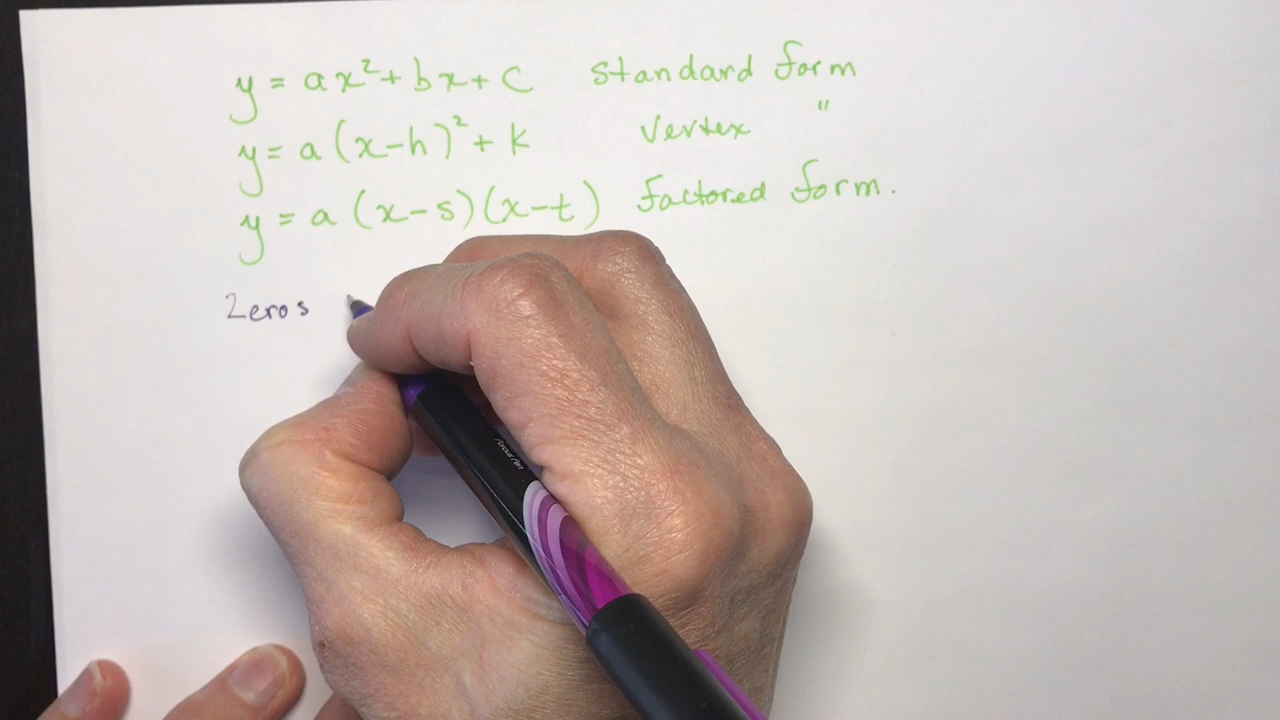 y = ax²+bx+c standard form
y = a(x-h)²+k Vertex "
y = a (x-s)(x-t) factored form.
Zeros